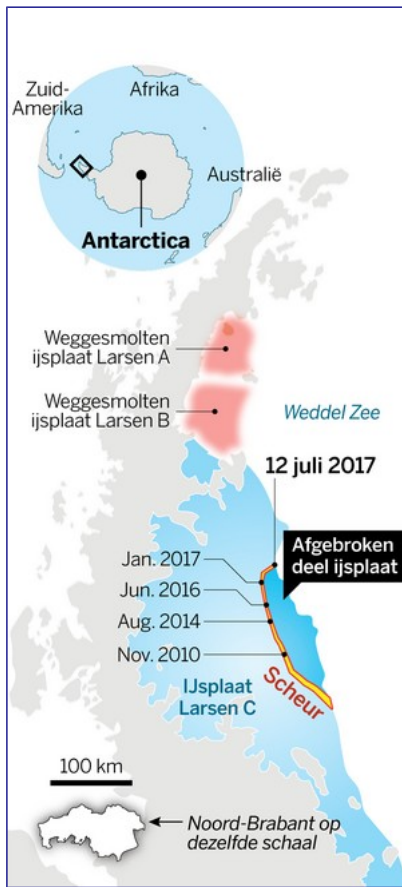 Zuid-
Amerika
Afrika
Australië
Antarctica
Weggesmolten
ijsplaat Larsen A
Weggesmolten
ijsplaat Larsen B
Weddel Zee
12 juli 2017
Afgebroken
deel ijsplaat
Jan. 2017
Jun. 2016
Aug. 2014
Nov. 2010
Scheur
IJsplaat
Larsen C
100 km
Noord-Brabant op
dezelfde schaal